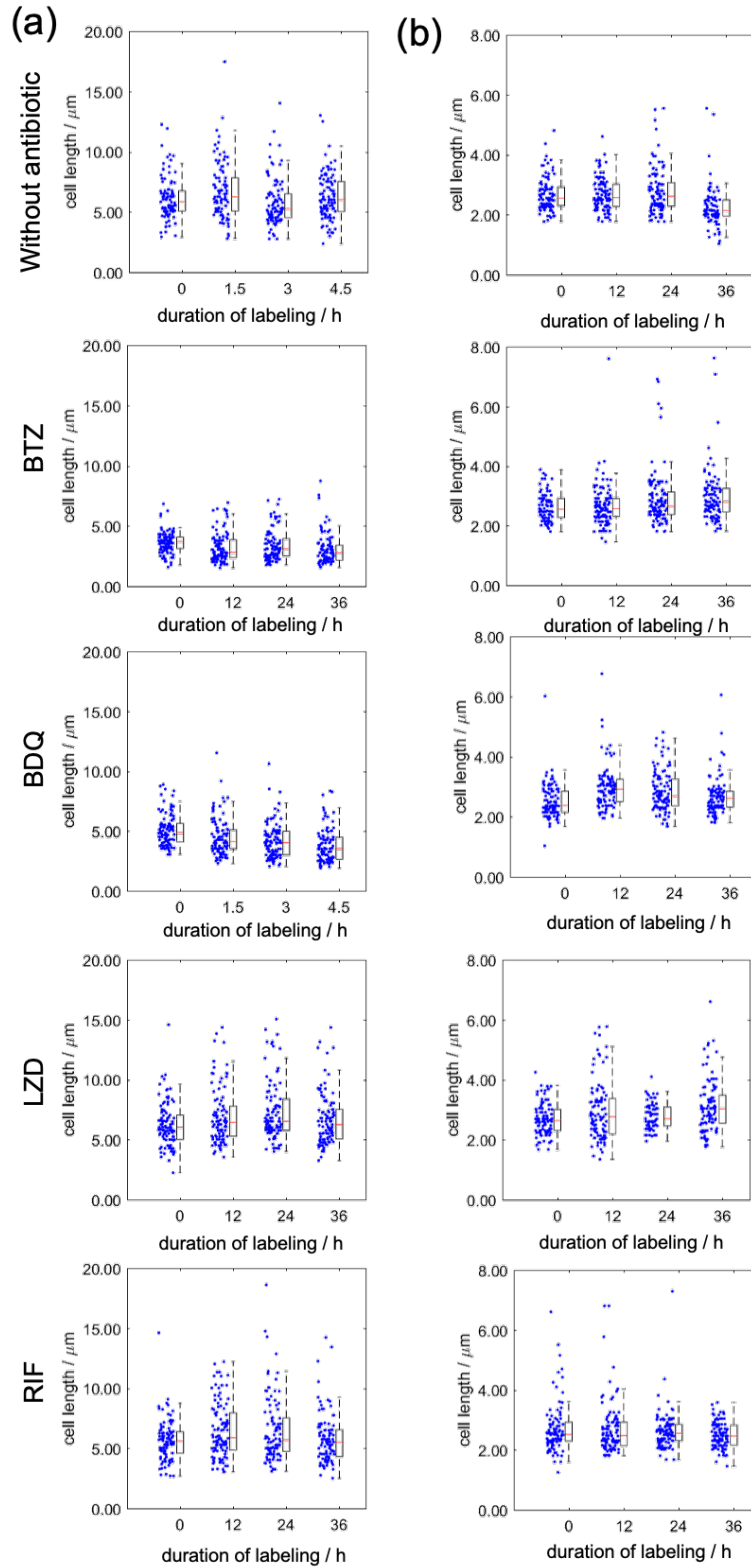 (a)
(b)
Without antibiotic
20.00
15.00
10.00
5.00
0.00
cell length / μm
0 1.5 3 4.5
duration of labeling / h
8.00
6.00
4.00
2.00
0.00
cell length / μm
0 12 24 36
duration of labeling / h
BTZ
20.00
15.00
10.00
5.00
0.00
cell length / μm
0 12 24 36
duration of labeling / h
8.00
6.00
4.00
2.00
0.00
cell length / μm
0 12 24 36
duration of labeling / h
BDQ
20.00
15.00
10.00
5.00
0.00
cell length / μm
0 1.5 3 4.5
duration of labeling / h
8.00
6.00
4.00
2.00
0.00
cell length / μm
0 12 24 36
duration of labeling / h
LZD
20.00
15.00
10.00
5.00
0.00
cell length / μm
0 12 24 36
duration of labeling / h
8.00
6.00
4.00
2.00
0.00
cell length / μm
0 12 24 36
duration of labeling / h
RIF
20.00
15.00
10.00
5.00
0.00
cell length / μm
0 12 24 36
duration of labeling / h
8.00
6.00
4.00
2.00
0.00
cell length / μm
0 12 24 36
duration of labeling / h